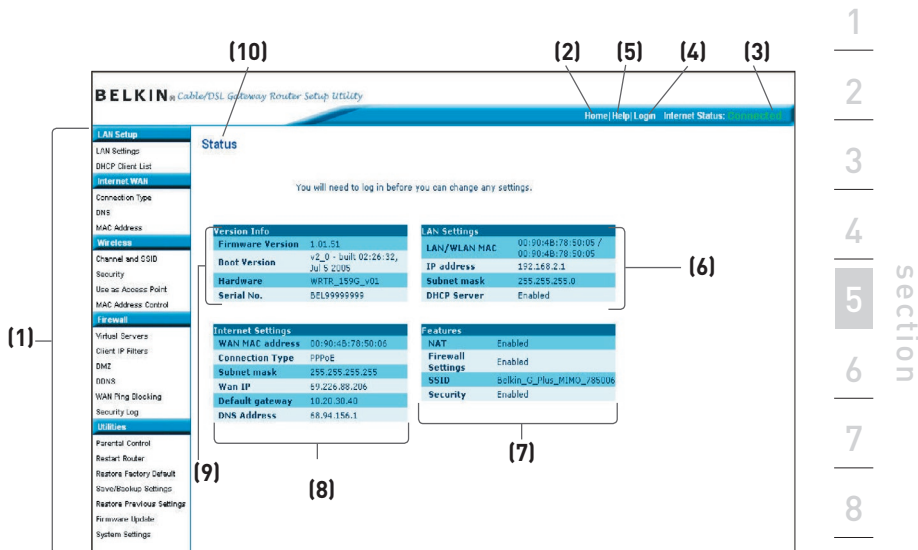 (10) (2) (5) (4) (3)
BELKIN® Cable/DSL Gateway Router Setup Utility
Home|Help|Login Internet Status: Connected
(1)
LAN Setup
LAN Settings
DHCP Client List
Internet WAN
Connection Type
DNS
MAC Address
Wireless
Channel and SSID
Security
Use as Access Point
MAC Address Control
Firewall
Virtual Servers
Client IP Filters
DMZ
DDNS
WAN Ping Blocking
Security Log
Utilities
Parental Control
Restart Router
Restore Factory Default
Save/Backup Settings
Restore Previous Settings
Firmware Update
System Settings
Status
You will need to log in before you can change any settings.
Version Info
Firmware Version 1.01.51
Boot Version v2_0 - built 02:26:32,
Jul 5 2005
Hardware WRTR_159G_v01
Serial No. BEL99999999
(9)
LAN Settings
LAN/WLAN MAC 00:90:4B:78:50:05 /
00:90:4B:78:50:05
IP address 192.168.2.1
Subnet mask 255.255.255.0
DHCP Server Enabled
(6)
Internet Settings
WAN MAC address 00:90:4B:78:50:06
Connection Type PPPoE
Subnet mask 255.255.255.255
Wan IP 69.226.88.206
Default gateway 10.20.30.40
DNS Address 68.94.156.1
(8)
Features
NAT Enabled
Firewall
Settings Enabled
SSID Belkin_G_Plus_MIMO_785006
Security Enabled
(7)
1
2
3
4
5
6
7
8
section